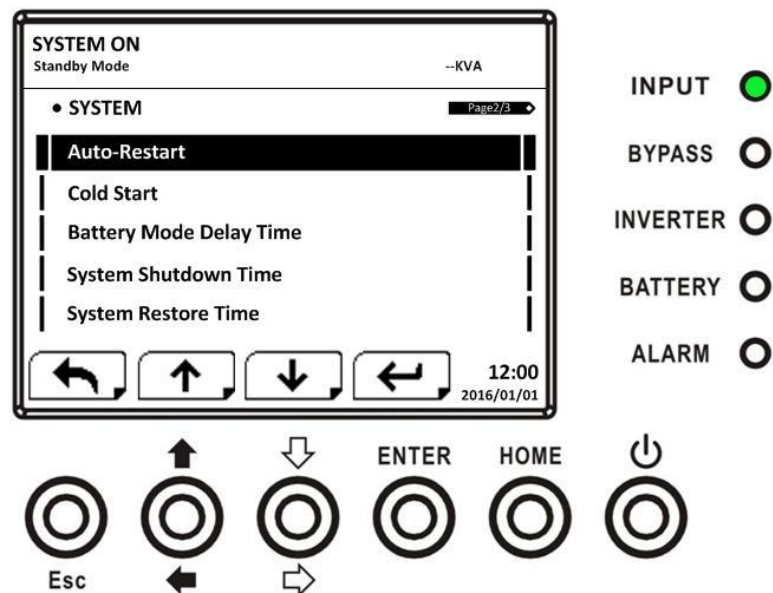 SYSTEM ON
Standby Mode --KVA
• SYSTEM Page2/3
Auto-Restart
Cold Start
Battery Mode Delay Time
System Shutdown Time
System Restore Time
12:00
2016/01/01
INPUT
BYPASS
INVERTER
BATTERY
ALARM
ENTER HOME
Esc